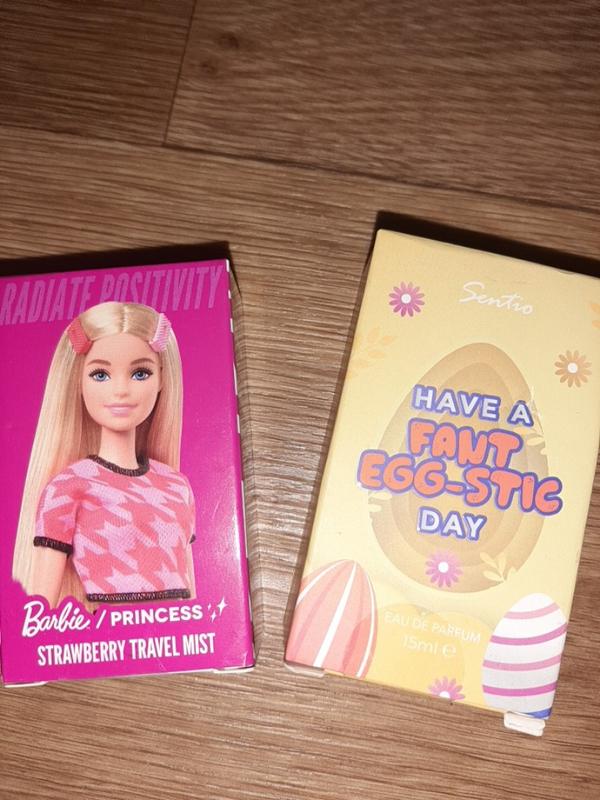 RADIATE POSITIVITY
Barbie / PRINCESS
STRAWBERRY TRAVEL MIST
Sentio
HAVE A
FANT
EGG-STIC
DAY
EAU DE PARFUM
15ml e